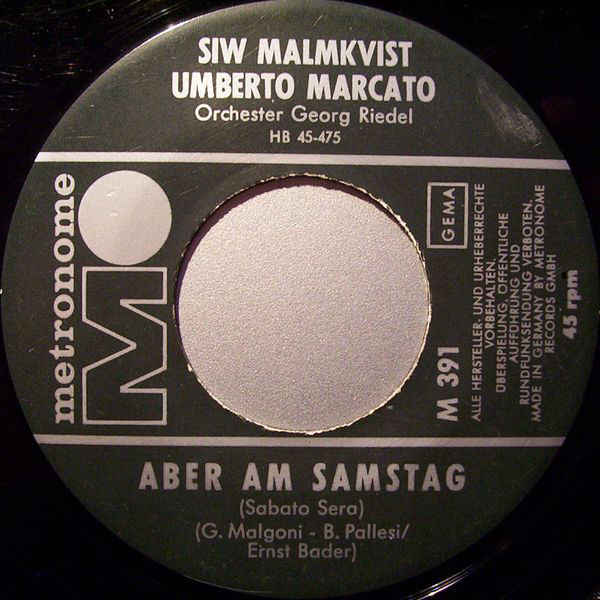 SIW MALMKVIST
UMBERTO MARCATO
Orchester Georg Riedel
HB 45-475
metronome
M
GEMA
M 391
ALLE HERSTELLER- UND URHEBERRECHTE
VORBEHALTEN.
ÜBERSPIELUNG, ÖFFENTLICHE
AUFFÜHRUNG UND
RUNDFUNKSENDUNG VERBOTEN.
MADE IN GERMANY BY METRONOME
RECORDS GMBH
45 rpm
ABER AM SAMSTAG
(Sabato Sera)
(G. Malgoni - B. Pallesi/
Ernst Bader)